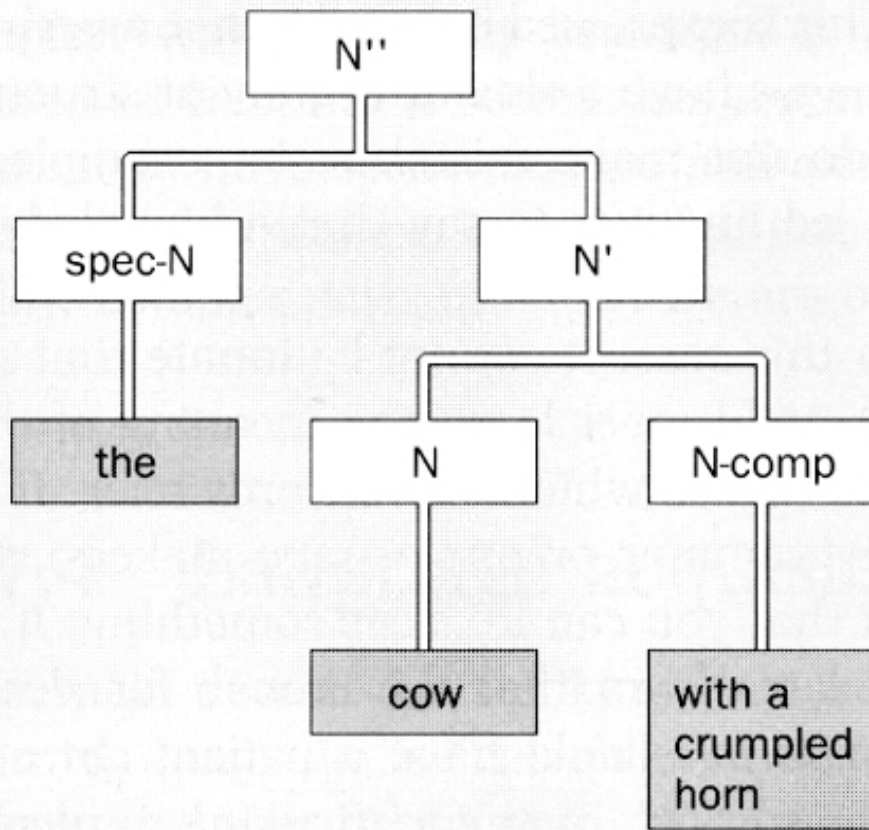 N''
spec-N
N'
the
N
N-comp
cow
with a
crumpled
horn